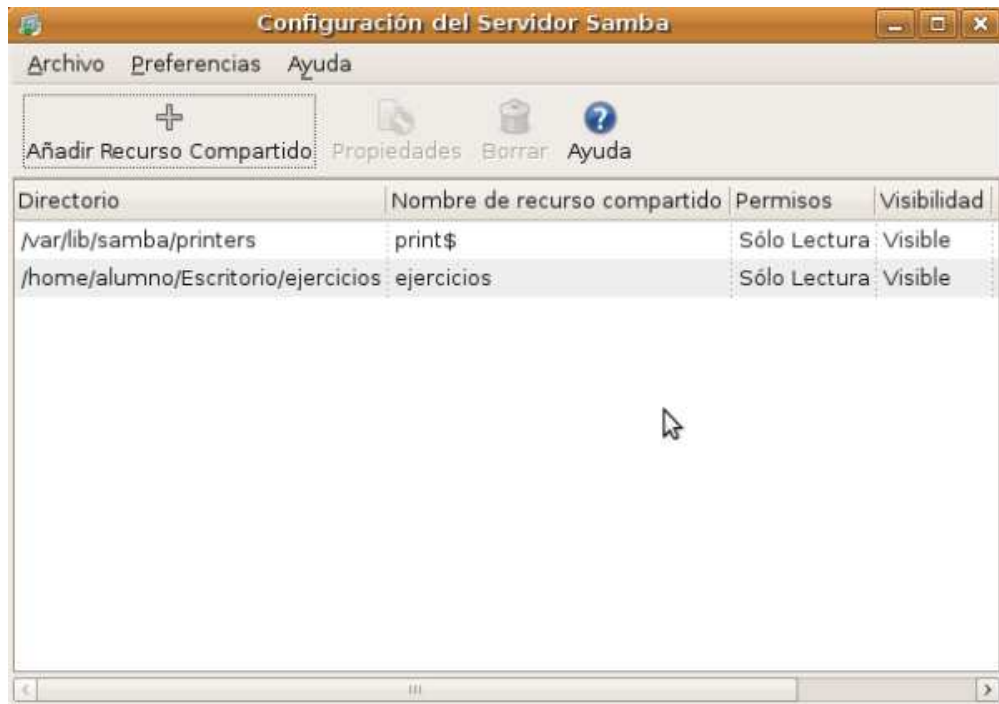 Configuración del Servidor Samba
Archivo Preferencias Ayuda
Añadir Recurso Compartido Propiedades Borrar Ayuda
Directorio Nombre de recurso compartido Permisos Visibilidad
/var/lib/samba/printers print$ Sólo Lectura Visible
/home/alumno/Escritorio/ejercicios ejercicios Sólo Lectura Visible